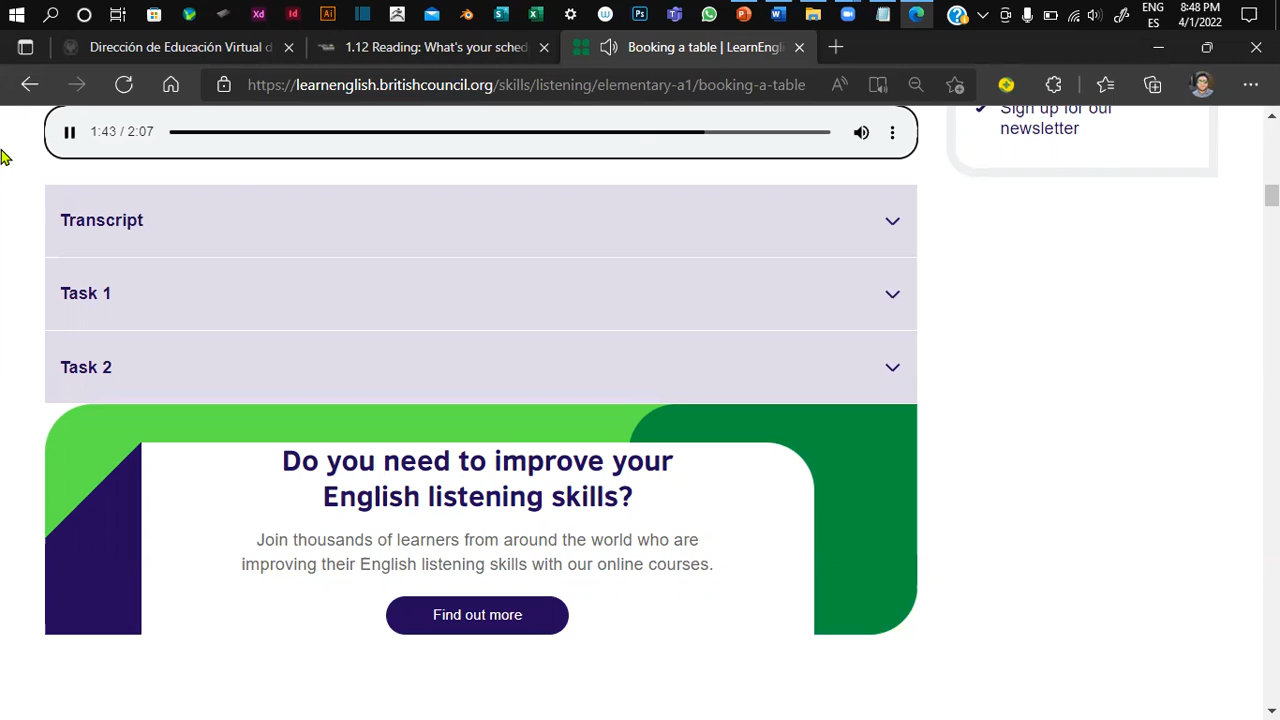 8:48 PM
ENG
ES
4/1/2022
Dirección de Educación Virtual d
1.12 Reading: What's your sched
Booking a table | LearnEngli
https://learnenglish.britishcouncil.org/skills/listening/elementary-a1/booking-a-table
1:43 / 2:07
Sign up for our
newsletter
Transcript
Task 1
Task 2
Do you need to improve your
English listening skills?
Join thousands of learners from around the world who are
improving their English listening skills with our online courses.
Find out more